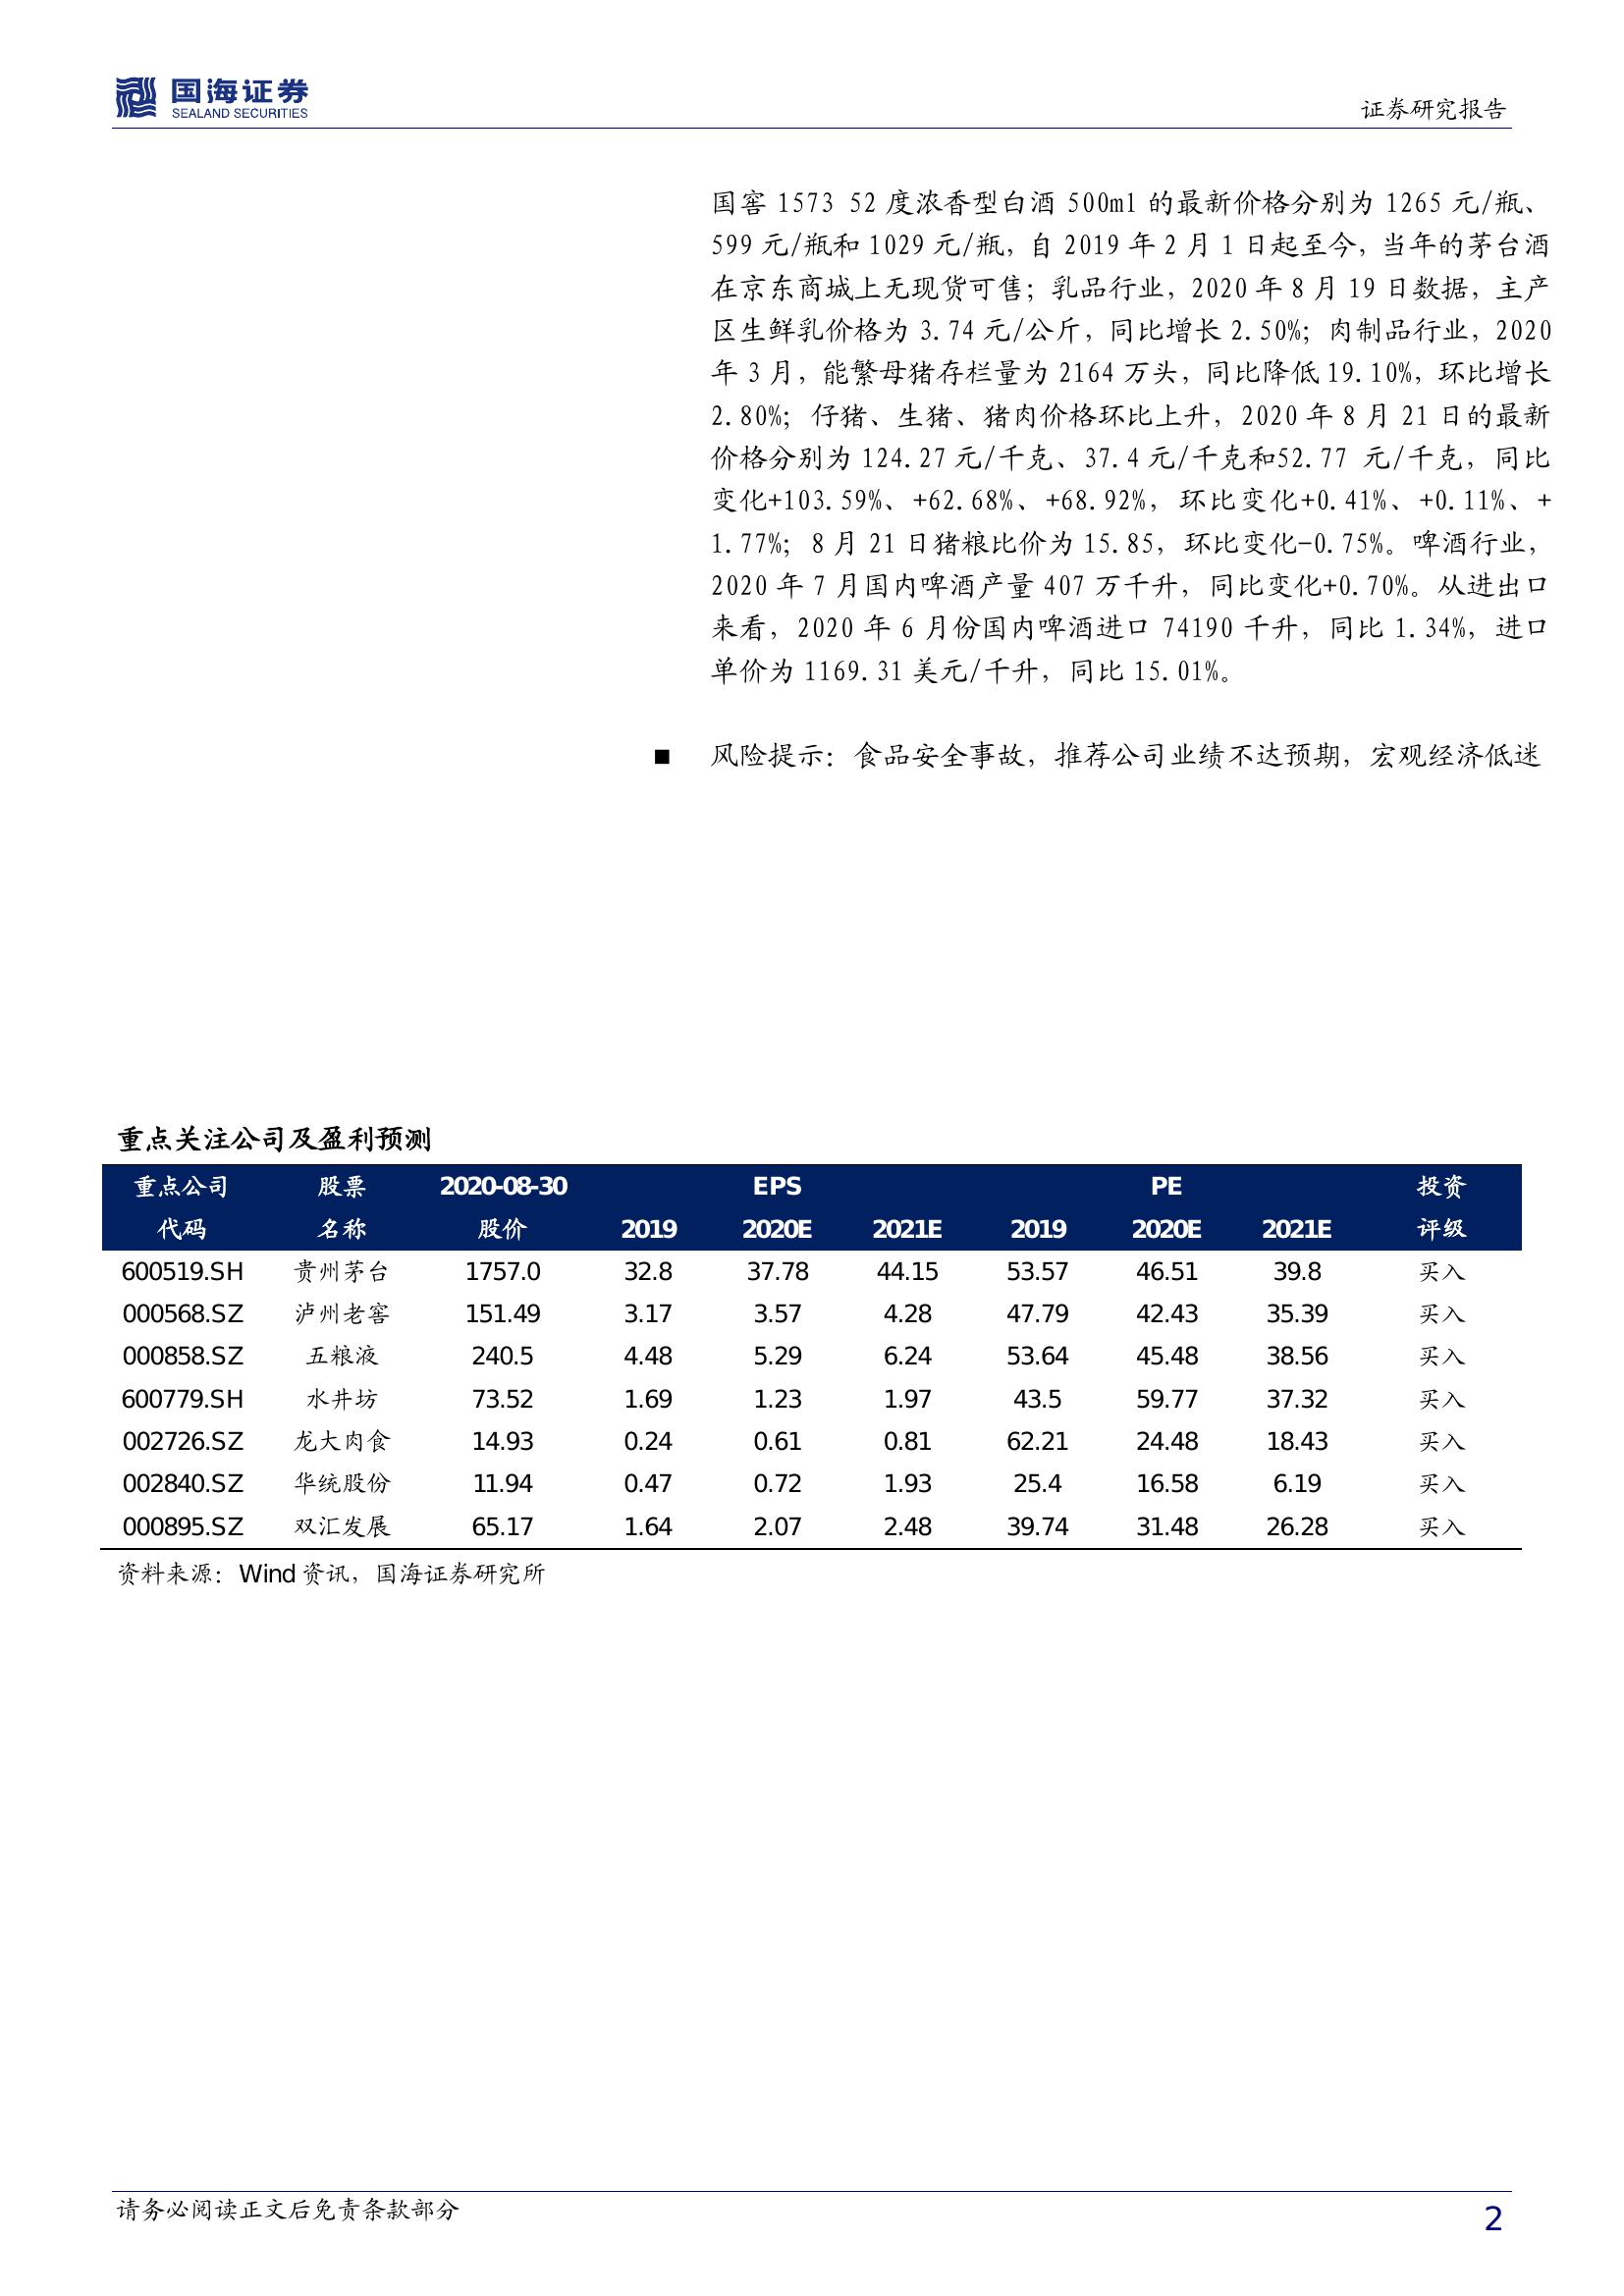 国海证券
SEALAND SECURITIES
证券研究报告
国窖 1573 52 度浓香型白酒 500ml 的最新价格分别为 1265 元/瓶、
599 元/瓶和 1029 元/瓶，自 2019 年 2 月 1 日起至今，当年的茅台酒
在京东商城上无现货可售；乳品行业，2020 年 8 月 19 日数据，主产
区生鲜乳价格为 3.74 元/公斤，同比增长 2.50%；肉制品行业，2020
年 3 月，能繁母猪存栏量为 2164 万头，同比降低 19.10%，环比增长
2.80%；仔猪、生猪、猪肉价格环比上升，2020 年 8 月 21 日的最新
价格分别为 124.27 元/千克、37.4 元/千克和52.77 元/千克，同比
变化+103.59%、+62.68%、+68.92%，环比变化+0.41%、+0.11%、+
1.77%；8 月 21 日猪粮比价为 15.85，环比变化-0.75%。啤酒行业，
2020 年 7 月国内啤酒产量 407 万千升，同比变化+0.70%。从进出口
来看，2020 年 6 月份国内啤酒进口 74190 千升，同比 1.34%，进口
单价为 1169.31 美元/千升，同比 15.01%。
■ 风险提示：食品安全事故，推荐公司业绩不达预期，宏观经济低迷
重点关注公司及盈利预测
重点公司 股票 2020-08-30 EPS PE 投资
代码 名称 股价 2019 2020E 2021E 2019 2020E 2021E 评级
600519.SH 贵州茅台 1757.0 32.8 37.78 44.15 53.57 46.51 39.8 买入
000568.SZ 泸州老窖 151.49 3.17 3.57 4.28 47.79 42.43 35.39 买入
000858.SZ 五粮液 240.5 4.48 5.29 6.24 53.64 45.48 38.56 买入
600779.SH 水井坊 73.52 1.69 1.23 1.97 43.5 59.77 37.32 买入
002726.SZ 龙大肉食 14.93 0.24 0.61 0.81 62.21 24.48 18.43 买入
002840.SZ 华统股份 11.94 0.47 0.72 1.93 25.4 16.58 6.19 买入
000895.SZ 双汇发展 65.17 1.64 2.07 2.48 39.74 31.48 26.28 买入
资料来源：Wind 资讯，国海证券研究所
请务必阅读正文后免责条款部分
2